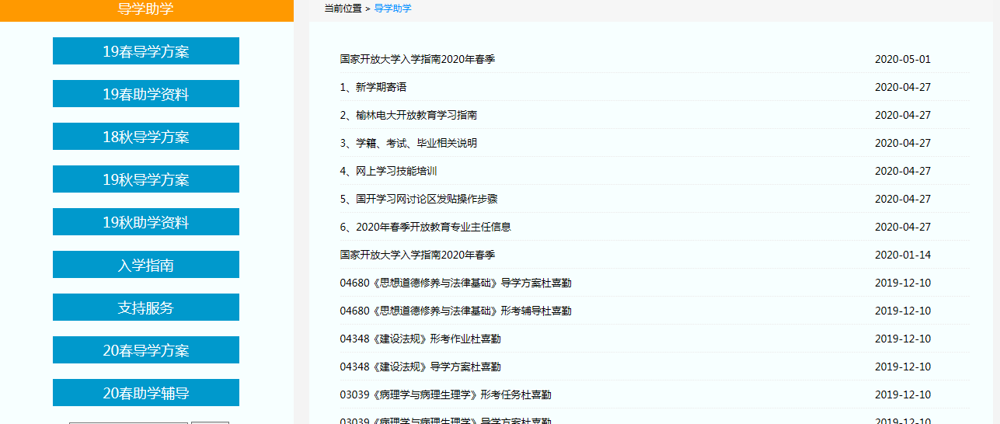 导学助学
19春导学方案
19春助学资料
18秋导学方案
19秋导学方案
19秋助学资料
入学指南
支持服务
20春导学方案
20春助学辅导
当前位置 > 导学助学
国家开放大学入学指南2020年春季 2020-05-01
1、新学期寄语 2020-04-27
2、榆林电大开放教育学习指南 2020-04-27
3、学籍、考试、毕业相关说明 2020-04-27
4、网上学习技能培训 2020-04-27
5、国开学习网讨论区发贴操作步骤 2020-04-27
6、2020年春季开放教育专业主任信息 2020-04-27
国家开放大学入学指南2020年春季 2020-01-14
04680《思想道德修养与法律基础》导学方案杜喜勤 2019-12-10
04680《思想道德修养与法律基础》形考辅导杜喜勤 2019-12-10
04348《建设法规》形考作业杜喜勤 2019-12-10
04348《建设法规》导学方案杜喜勤 2019-12-10
03039《病理学与病理生理学》形考任务杜喜勤 2019-12-10
03039《病理学与病理生理学》导学方案杜喜勤 2019-12-10